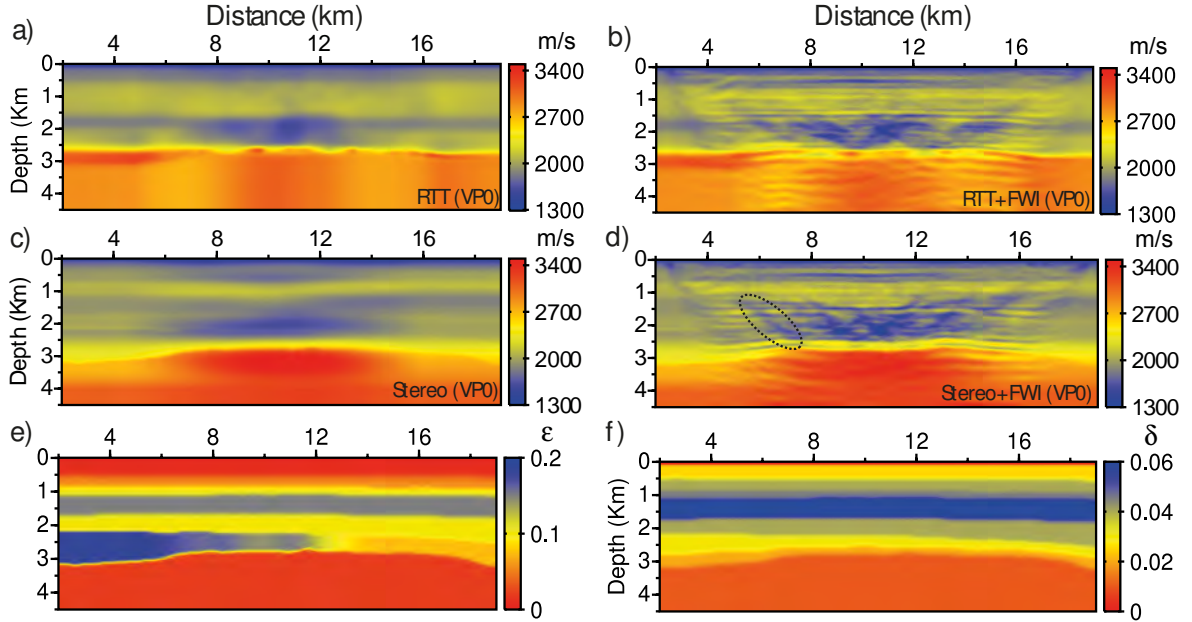 Distance (km)
Distance (km)
a)
4 8 12 16
m/s
0
1
2
3
4
Depth (Km)
3400
2700
2000
1300
RTT (VP0)
b)
4 8 12 16
m/s
0
1
2
3
4
Depth (Km)
3400
2700
2000
1300
RTT+FWI (VP0)
c)
4 8 12 16
m/s
0
1
2
3
4
Depth (Km)
3400
2700
2000
1300
Stereo (VP0)
d)
4 8 12 16
m/s
0
1
2
3
4
Depth (Km)
3400
2700
2000
1300
Stereo+FWI (VP0)
e)
4 8 12 16
ε
0
1
2
3
4
0.2
0.1
0
f)
4 8 12 16
δ
0
1
2
3
4
Depth (Km)
0.06
0.04
0.02
0